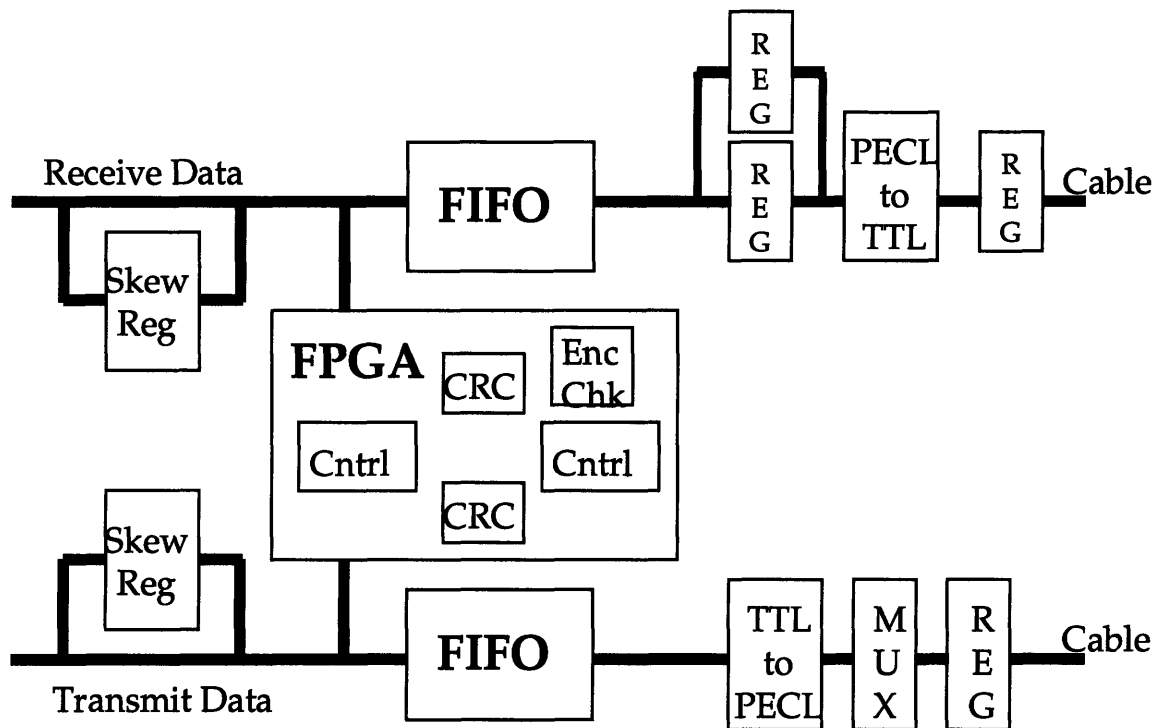 R
E
G
Receive Data
FIFO
R
E
G
PECL
to
TTL
R
E
G
Cable
Skew
Reg
FPGA
CRC
Enc
Chk
Cntrl
Cntrl
CRC
Skew
Reg
Transmit Data
FIFO
TTL
to
PECL
M
U
X
R
E
G
Cable